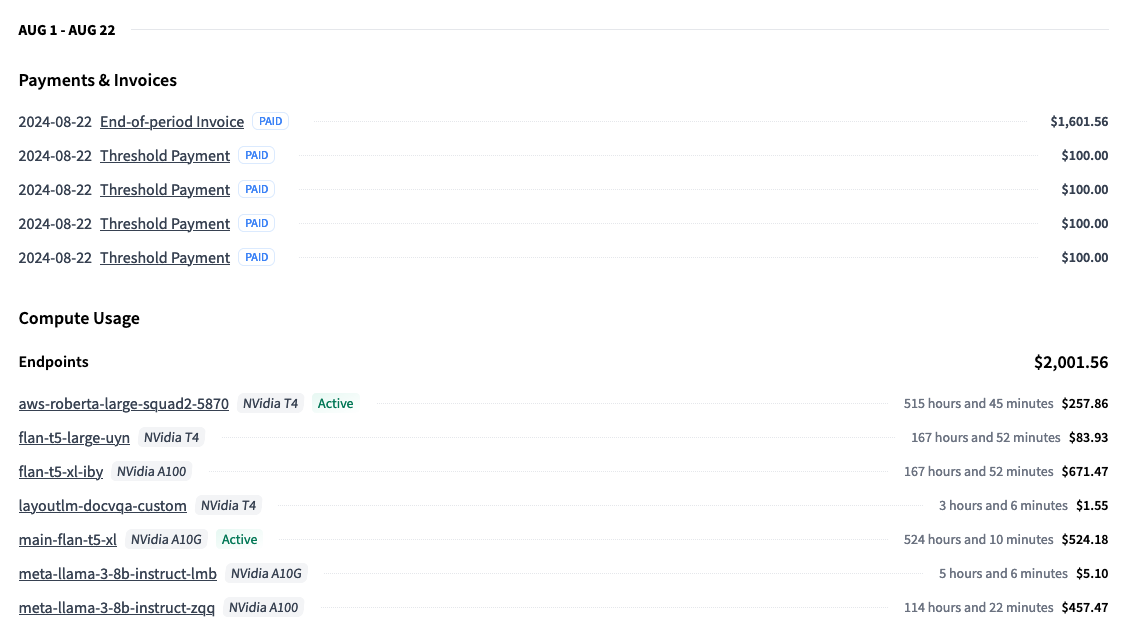 AUG 1 - AUG 22
Payments & Invoices
2024-08-22 End-of-period Invoice PAID $1,601.56
2024-08-22 Threshold Payment PAID $100.00
2024-08-22 Threshold Payment PAID $100.00
2024-08-22 Threshold Payment PAID $100.00
2024-08-22 Threshold Payment PAID $100.00
Compute Usage
Endpoints $2,001.56
aws-roberta-large-squad2-5870 NVidia T4 Active 515 hours and 45 minutes $257.86
flan-t5-large-uyn NVidia T4 167 hours and 52 minutes $83.93
flan-t5-xl-iby NVidia A100 167 hours and 52 minutes $671.47
layoutlm-docvqa-custom NVidia T4 3 hours and 6 minutes $1.55
main-flan-t5-xl NVidia A10G Active 524 hours and 10 minutes $524.18
meta-llama-3-8b-instruct-lmb NVidia A10G 5 hours and 6 minutes $5.10
meta-llama-3-8b-instruct-zqq NVidia A100 114 hours and 22 minutes $457.47